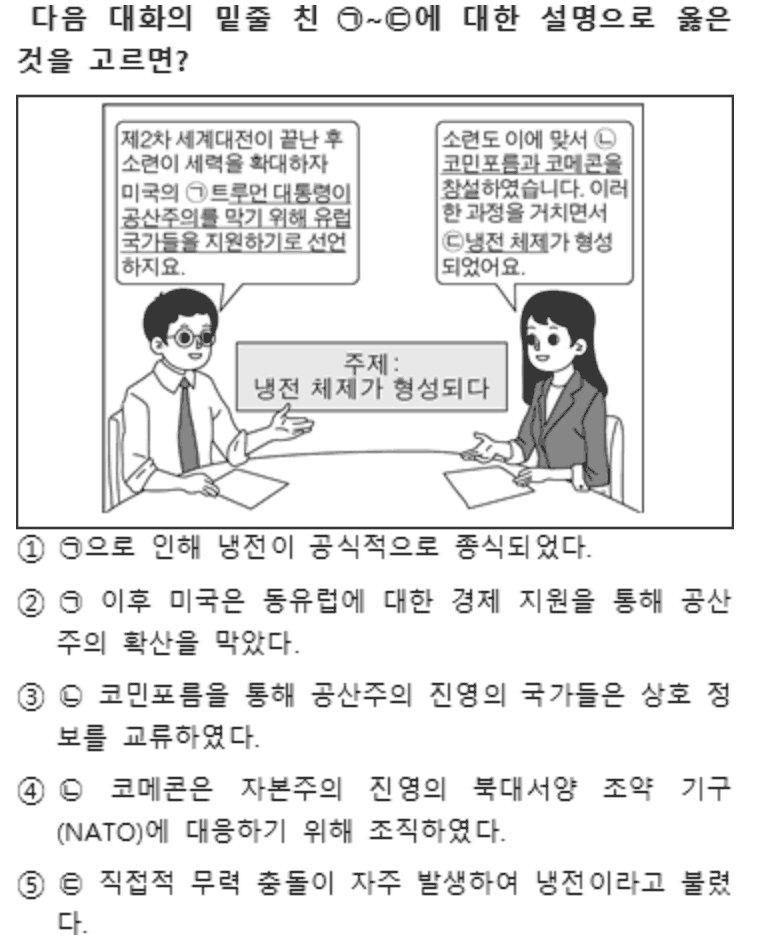 다음 대화의 밑줄 친 ㉠~㉢에 대한 설명으로 옳은
것을 고르면?
제2차 세계대전이 끝난 후
소련이 세력을 확대하자
미국의 ㉠트루먼 대통령이
공산주의를 막기 위해 유럽
국가들을 지원하기로 선언
하지요.
소련도 이에 맞서 ㉡
코민포름과 코메콘을
창설하였습니다. 이러
한 과정을 거치면서
㉢냉전 체제가 형성
되었어요.
주제:
냉전 체제가 형성되다
① ㉠으로 인해 냉전이 공식적으로 종식되었다.
② ㉠ 이후 미국은 동유럽에 대한 경제 지원을 통해 공산
주의 확산을 막았다.
③ ㉡ 코민포름을 통해 공산주의 진영의 국가들은 상호 정
보를 교류하였다.
④ ㉡ 코메콘은 자본주의 진영의 북대서양 조약 기구
(NATO)에 대응하기 위해 조직하였다.
⑤ ㉢ 직접적 무력 충돌이 자주 발생하여 냉전이라고 불렸
다.